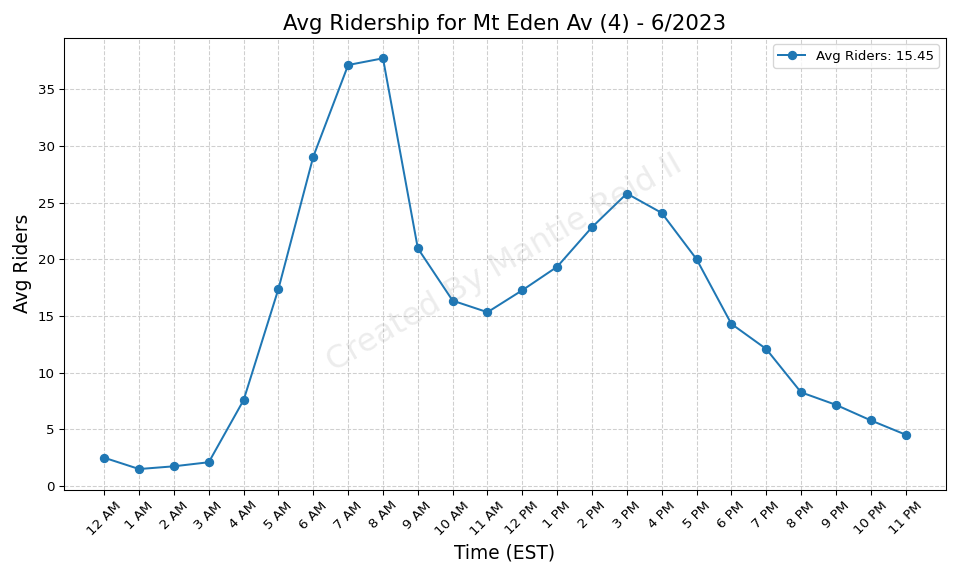 Avg Ridership for Mt Eden Av (4) - 6/2023
Avg Riders: 15.45
Avg Riders
35
30
25
20
15
10
5
0
Created By Mantle Reid II
12 AM
1 AM
2 AM
3 AM
4 AM
5 AM
6 AM
7 AM
8 AM
9 AM
10 AM
11 AM
12 PM
1 PM
2 PM
3 PM
4 PM
5 PM
6 PM
7 PM
8 PM
9 PM
10 PM
11 PM
Time (EST)